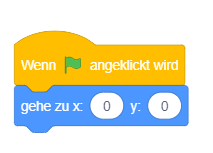 Wenn angeklickt wird
gehe zu x: 0 y: 0